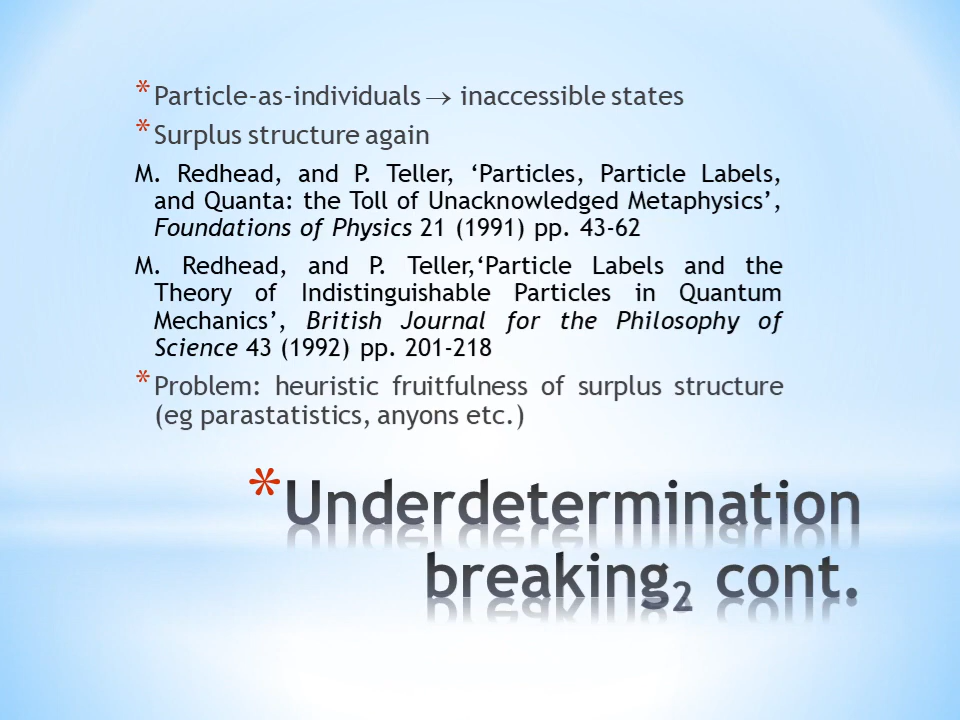 * Particle-as-individuals → inaccessible states
* Surplus structure again
M. Redhead, and P. Teller, ‘Particles, Particle Labels,
and Quanta: the Toll of Unacknowledged Metaphysics’,
Foundations of Physics 21 (1991) pp. 43-62
M. Redhead, and P. Teller,‘Particle Labels and the
Theory of Indistinguishable Particles in Quantum
Mechanics’, British Journal for the Philosophy of
Science 43 (1992) pp. 201-218
* Problem: heuristic fruitfulness of surplus structure
(eg parastatistics, anyons etc.)
* Underdetermination
breaking₂ cont.